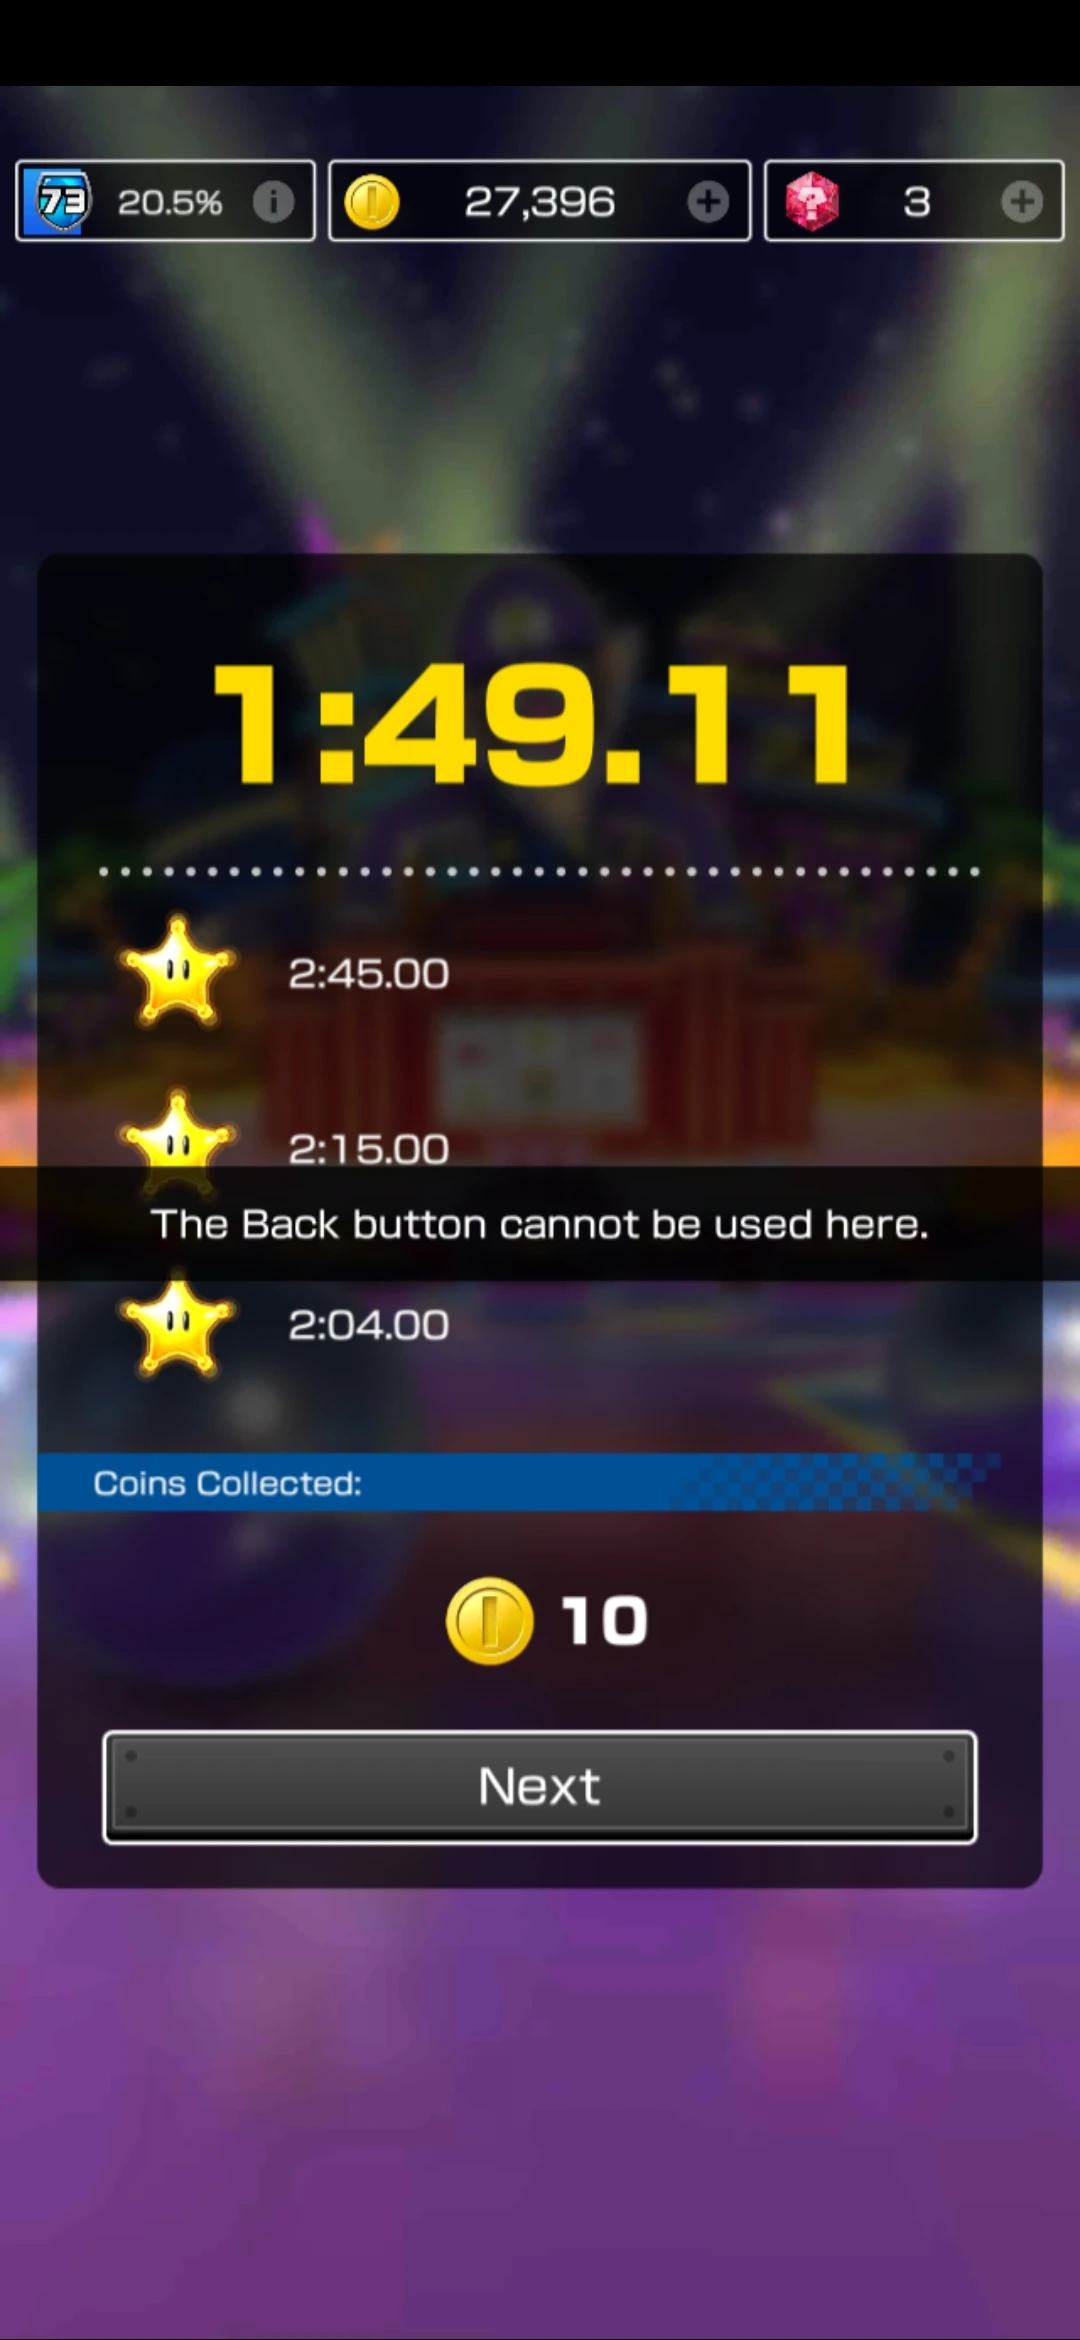 73 20.5% i 27,396 + ? 3 +
1:49.11
2:45.00
2:15.00
The Back button cannot be used here.
2:04.00
Coins Collected:
10
Next